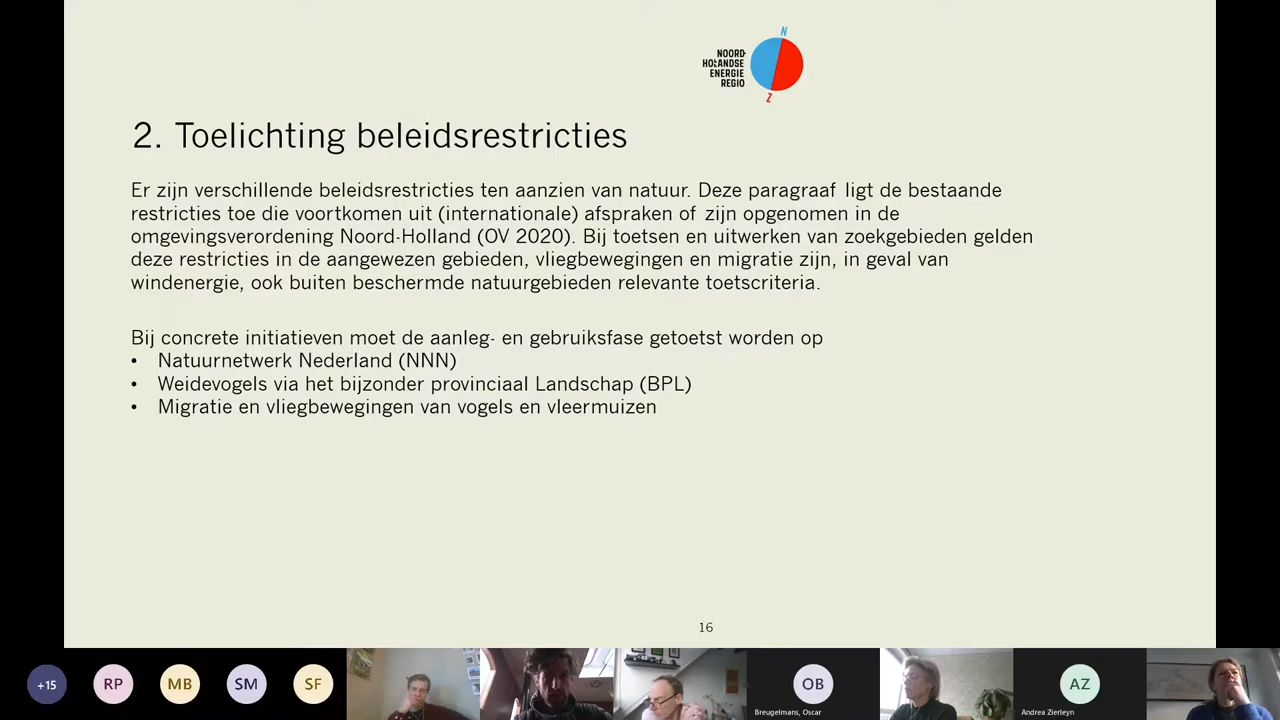 N
NOORD-
HOLLANDSE
ENERGIE
REGIO
Z
2. Toelichting beleidsrestricties
Er zijn verschillende beleidsrestricties ten aanzien van natuur. Deze paragraaf ligt de bestaande
restricties toe die voortkomen uit (internationale) afspraken of zijn opgenomen in de
omgevingsverordening Noord-Holland (OV 2020). Bij toetsen en uitwerken van zoekgebieden gelden
deze restricties in de aangewezen gebieden, vliegbewegingen en migratie zijn, in geval van
windenergie, ook buiten beschermde natuurgebieden relevante toetscriteria.
Bij concrete initiatieven moet de aanleg- en gebruiksfase getoetst worden op
• Natuurnetwerk Nederland (NNN)
• Weidevogels via het bijzonder provinciaal Landschap (BPL)
• Migratie en vliegbewegingen van vogels en vleermuizen
16
+15 RP MB SM SF OB AZ
Breugelmans, Oscar
Andrea Zierleyn